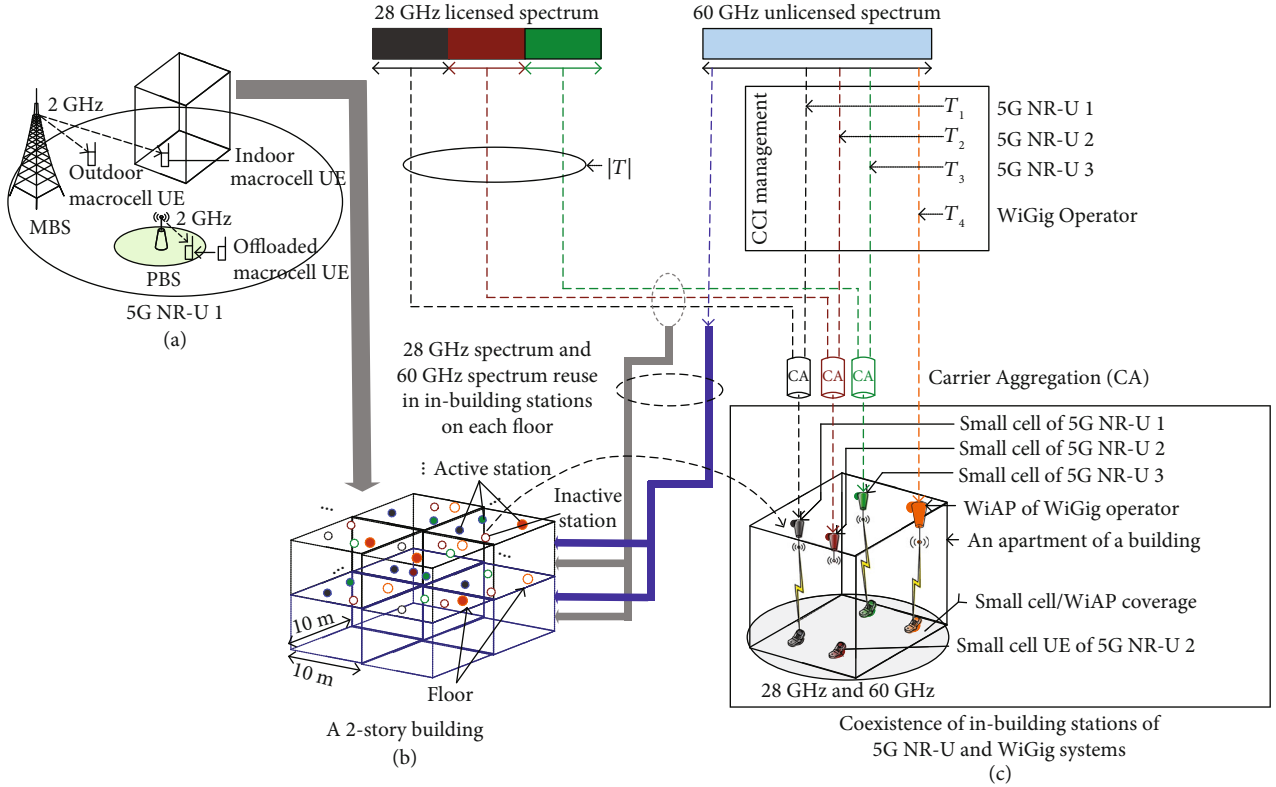 28 GHz licensed spectrum
60 GHz unlicensed spectrum
2 GHz
Outdoor
macrocell UE
Indoor
macrocell UE
MBS
2 GHz
Offloaded
macrocell UE
PBS
5G NR-U 1
(a)
|T|
CCI management
T1
5G NR-U 1
T2
5G NR-U 2
T3
5G NR-U 3
T4
WiGig Operator
28 GHz spectrum and
60 GHz spectrum reuse
in in-building stations
on each floor
CA
CA
CA
Carrier Aggregation (CA)
⋮ Active station
Inactive
station
...
...
...
...
10 m
10 m
Floor
A 2-story building
(b)
Small cell of 5G NR-U 1
Small cell of 5G NR-U 2
Small cell of 5G NR-U 3
WiAP of WiGig operator
An apartment of a building
Small cell/WiAP coverage
Small cell UE of 5G NR-U 2
28 GHz and 60 GHz
Coexistence of in-building stations of
5G NR-U and WiGig systems
(c)